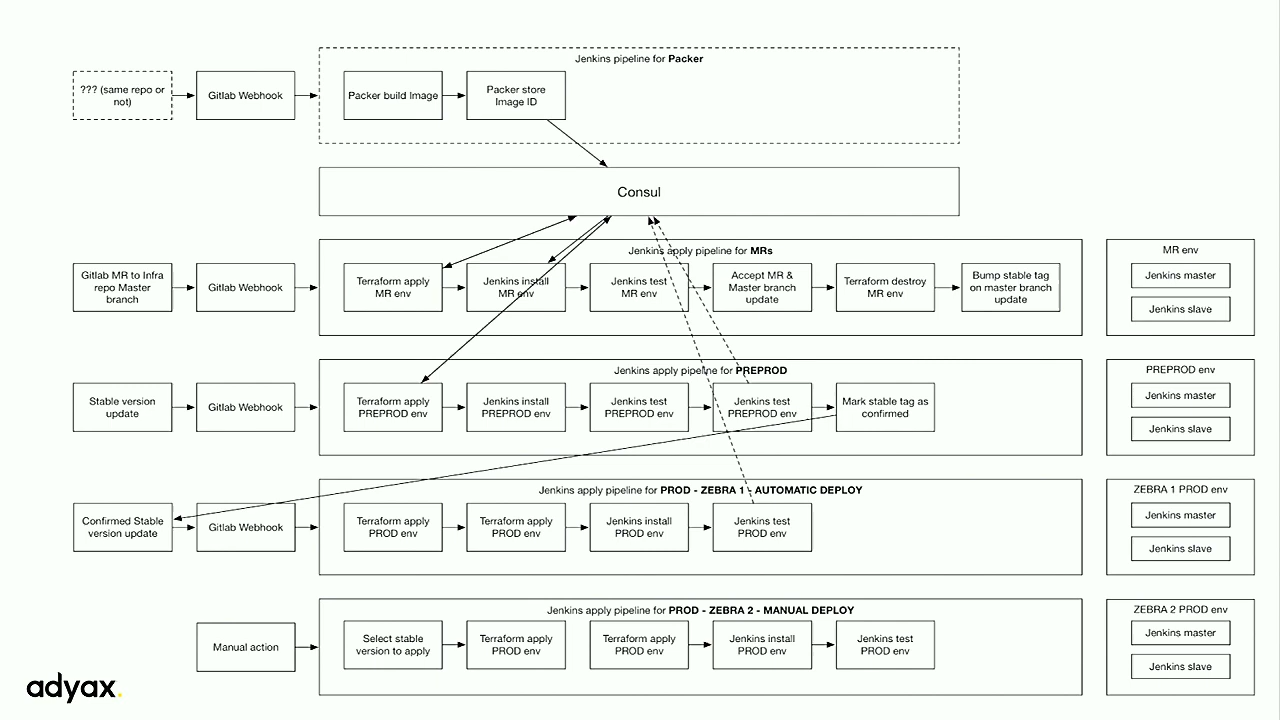 Jenkins pipeline for Packer
??? (same repo or
not)
Gitlab Webhook
Packer build Image
Packer store
Image ID
Consul
Jenkins apply pipeline for MRs
Gitlab MR to Infra
repo Master
branch
Gitlab Webhook
Terraform apply
MR env
Jenkins install
MR env
Jenkins test
MR env
Accept MR &
Master branch
update
Terraform destroy
MR env
Bump stable tag
on master branch
update
MR env
Jenkins master
Jenkins slave
Jenkins apply pipeline for PREPROD
Stable version
update
Gitlab Webhook
Terraform apply
PREPROD env
Jenkins install
PREPROD env
Jenkins test
PREPROD env
Jenkins test
PREPROD env
Mark stable tag as
confirmed
PREPROD env
Jenkins master
Jenkins slave
Jenkins apply pipeline for PROD - ZEBRA 1 - AUTOMATIC DEPLOY
Confirmed Stable
version update
Gitlab Webhook
Terraform apply
PROD env
Terraform apply
PROD env
Jenkins install
PROD env
Jenkins test
PROD env
ZEBRA 1 PROD env
Jenkins master
Jenkins slave
Jenkins apply pipeline for PROD - ZEBRA 2 - MANUAL DEPLOY
Manual action
Select stable
version to apply
Terraform apply
PROD env
Terraform apply
PROD env
Jenkins install
PROD env
Jenkins test
PROD env
ZEBRA 2 PROD env
Jenkins master
Jenkins slave
adyax.